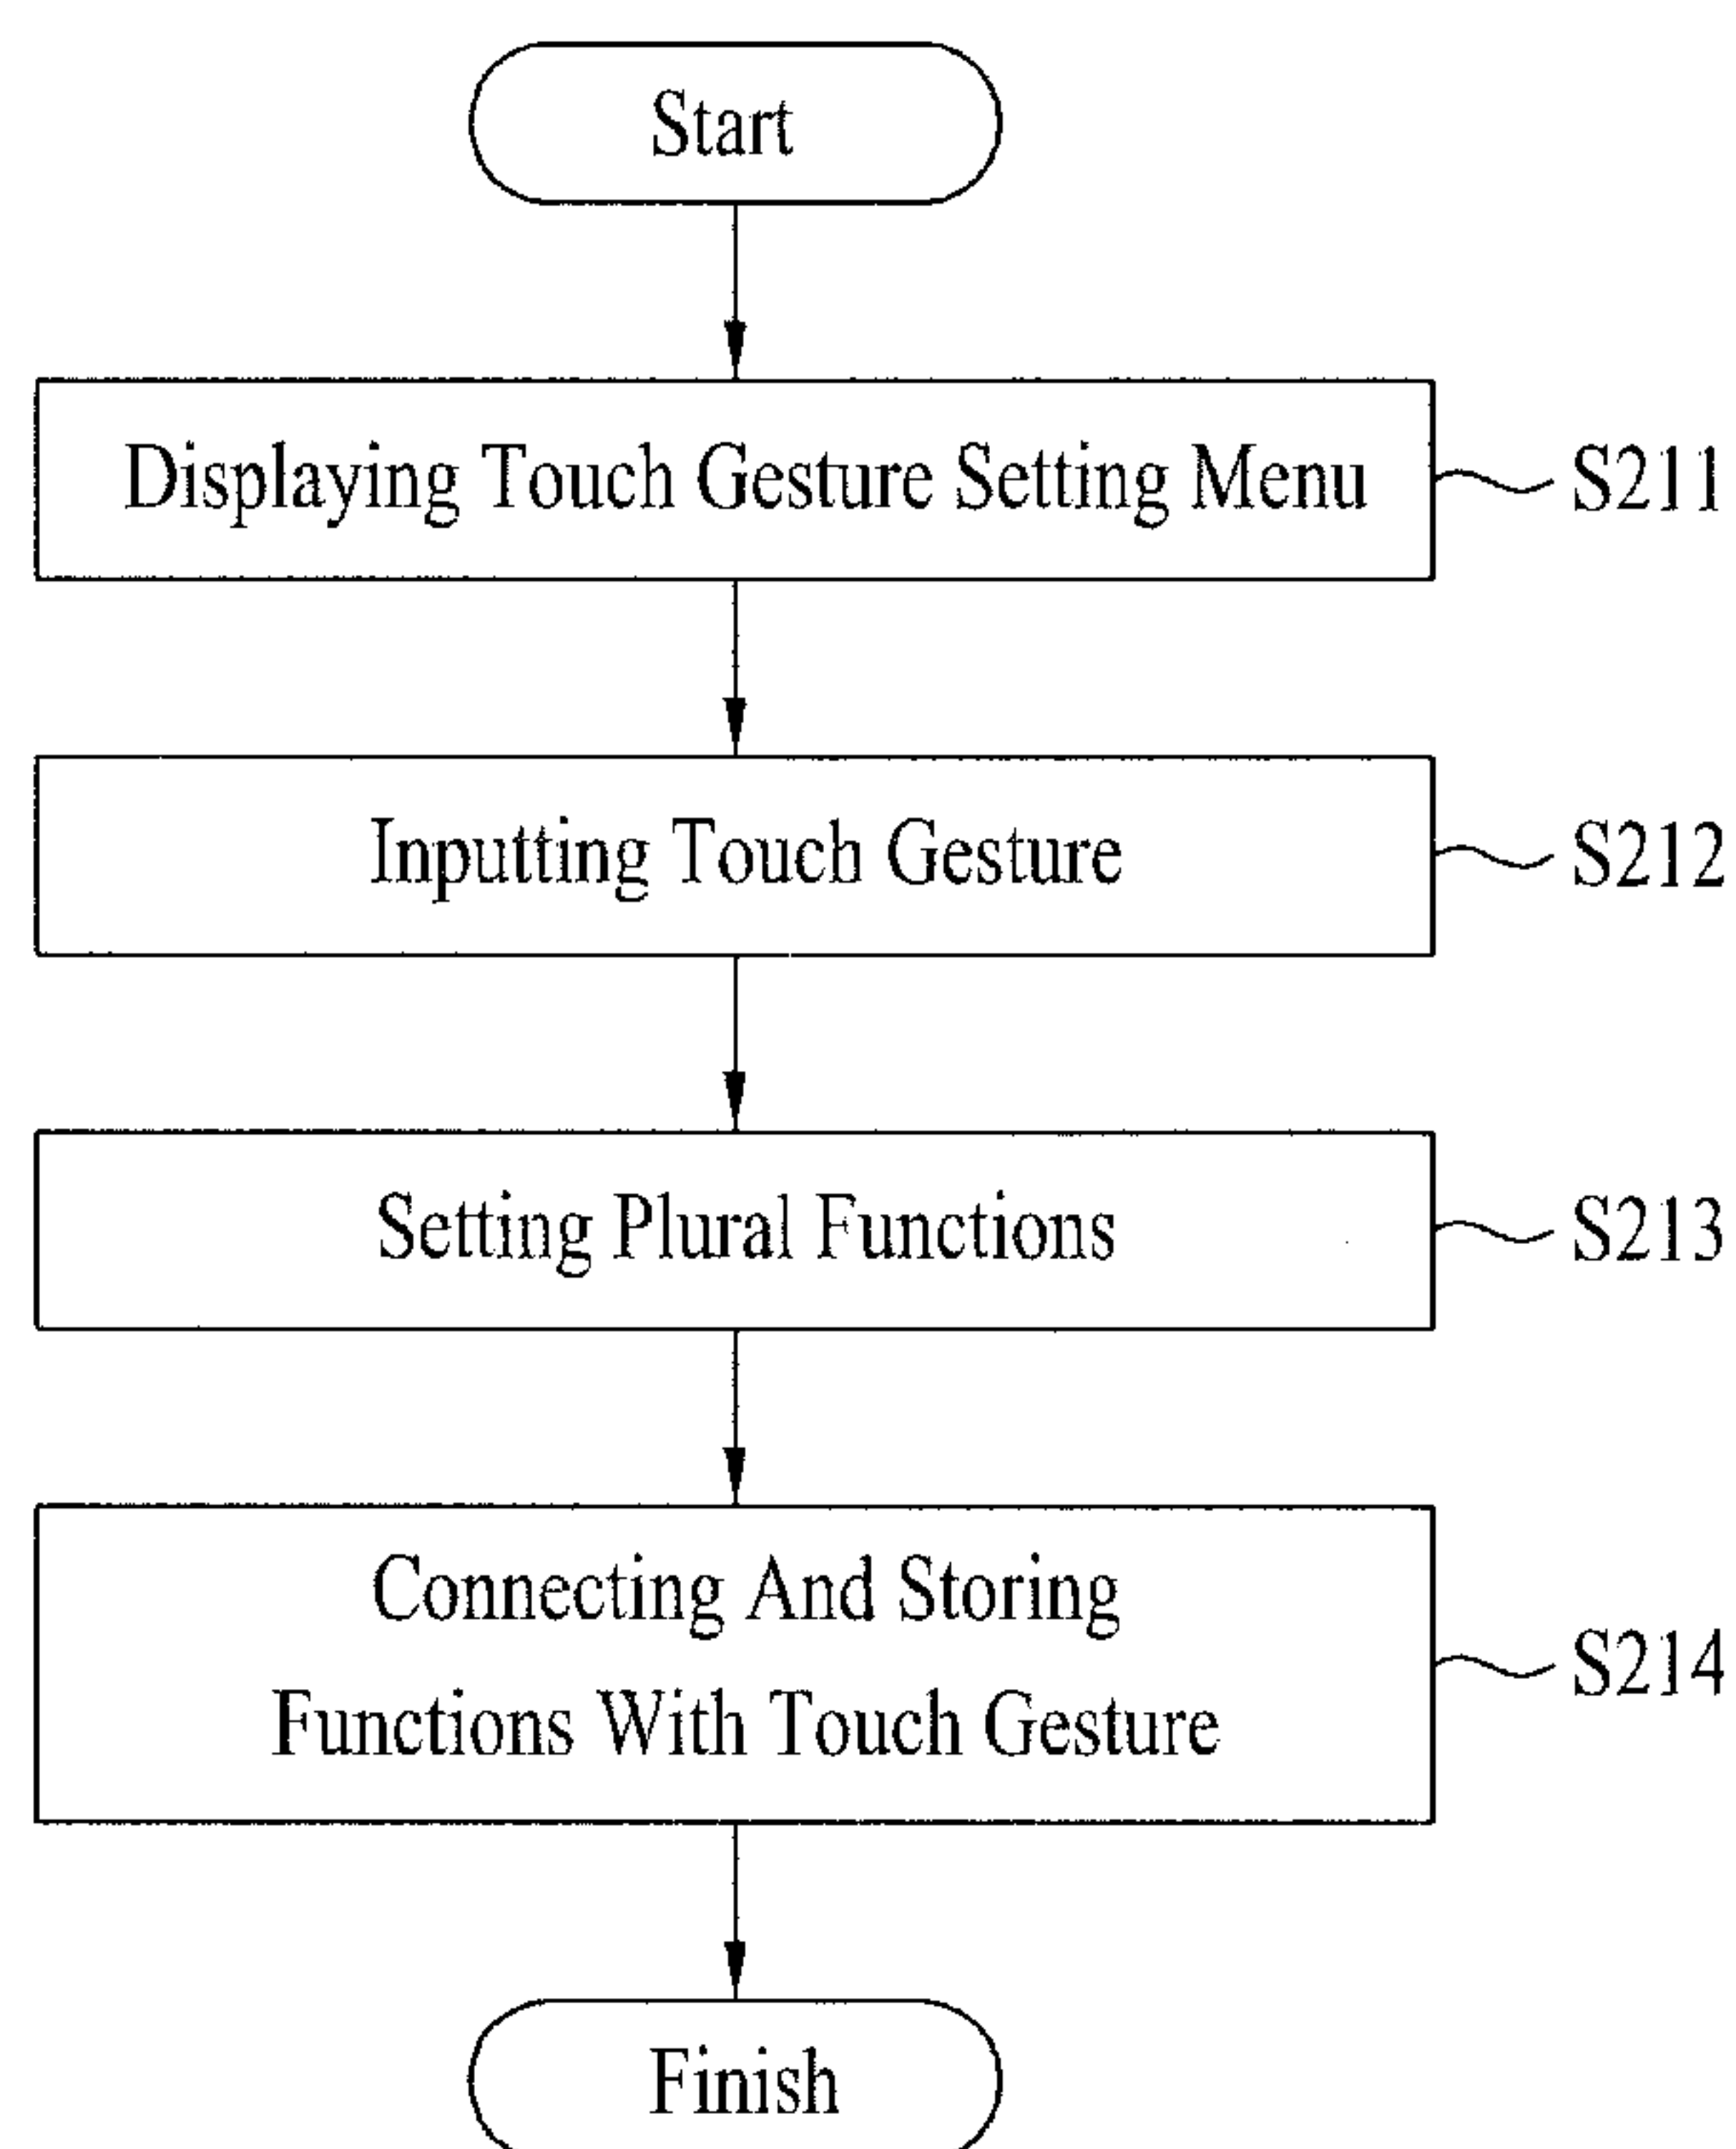 Start
Displaying Touch Gesture Setting Menu
S211
Inputting Touch Gesture
S212
Setting Plural Functions
S213
Connecting And Storing
Functions With Touch Gesture
S214
Finish